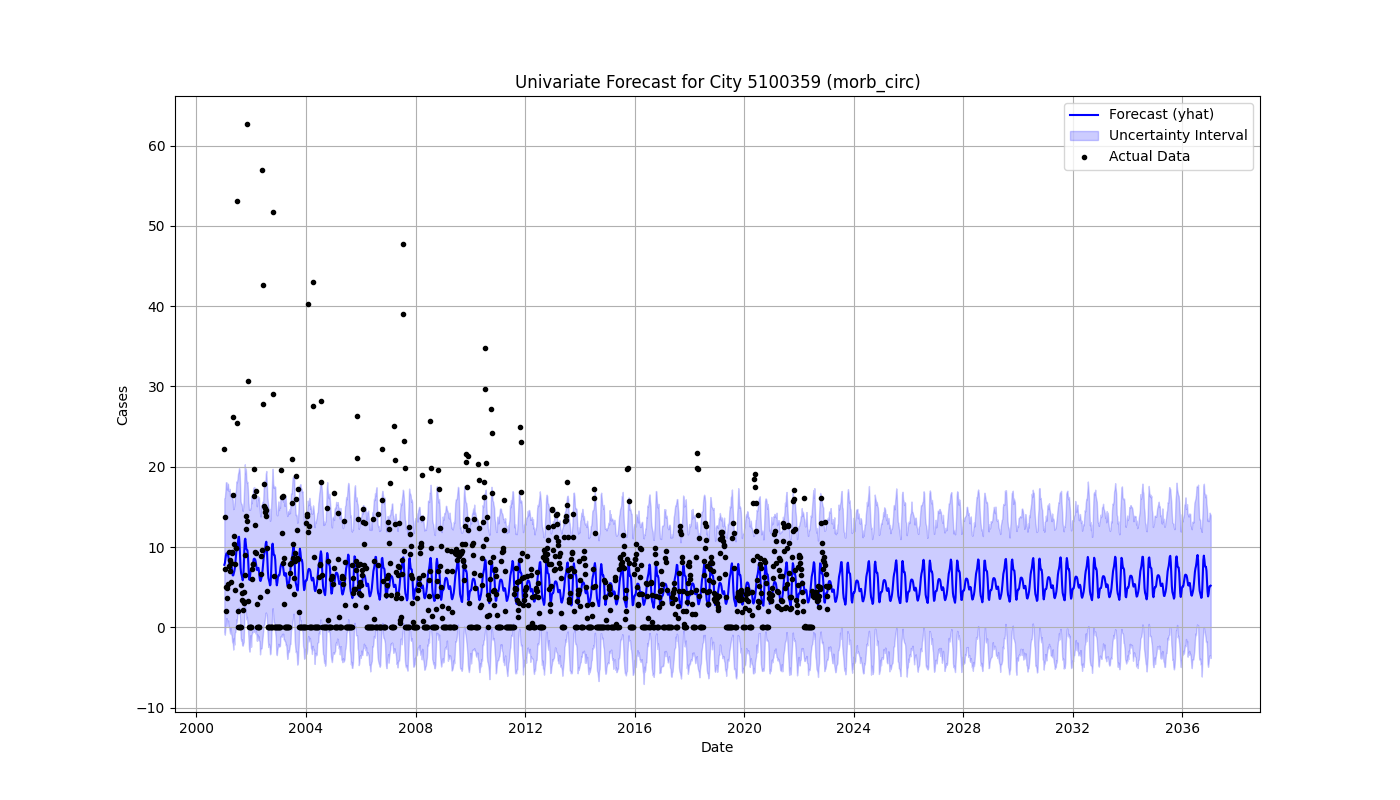 Univariate Forecast for City 5100359 (morb_circ)
Forecast (yhat)
Uncertainty Interval
Actual Data
Cases
60
50
40
30
20
10
0
−10
2000 2004 2008 2012 2016 2020 2024 2028 2032 2036
Date